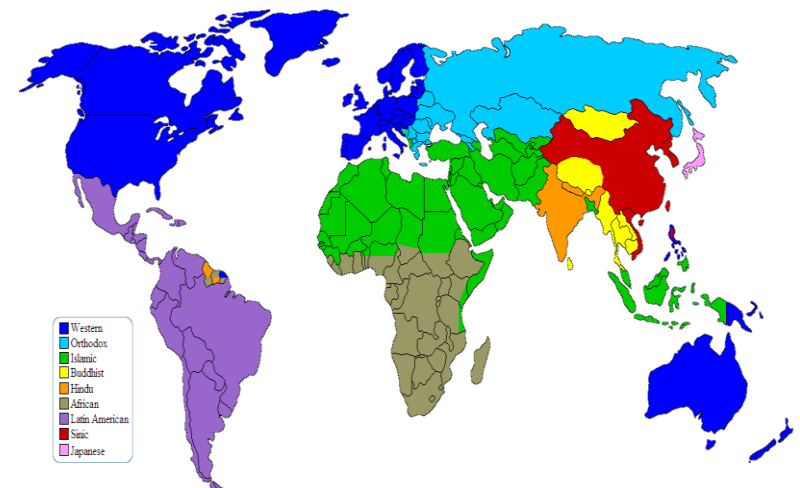 Western
Orthodox
Islamic
Buddhist
Hindu
African
Latin American
Sinic
Japanese